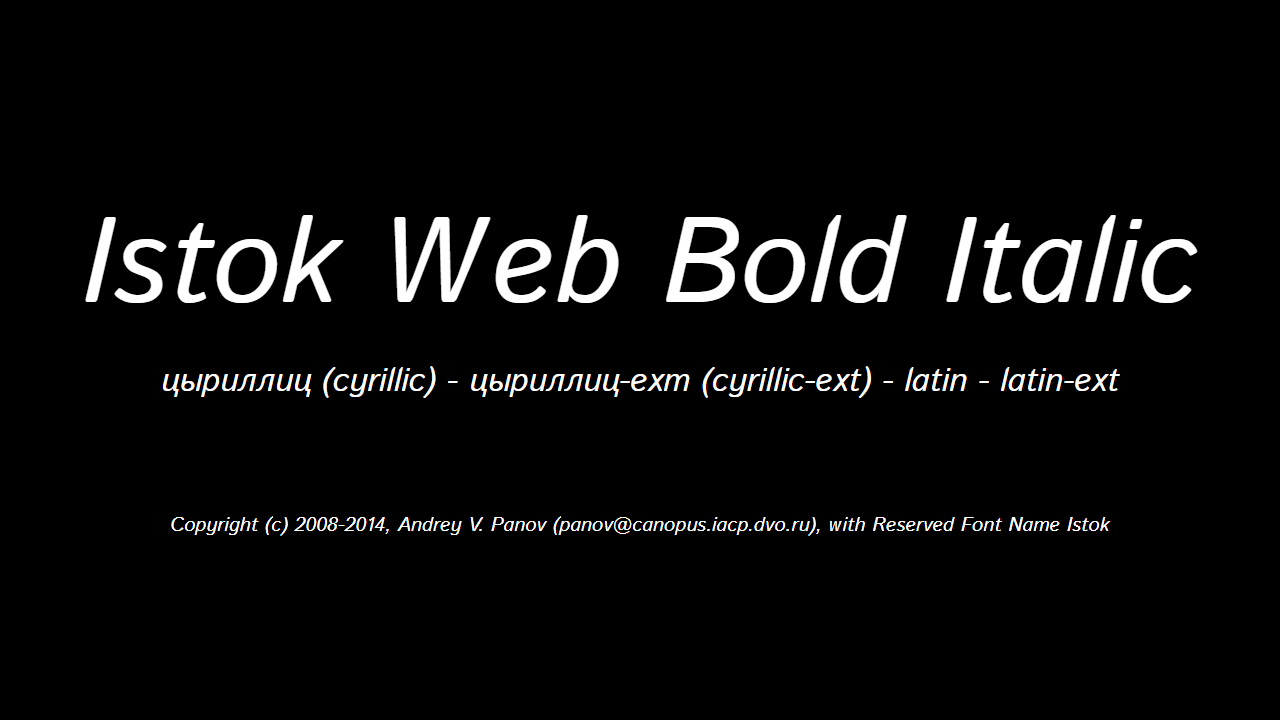 Istok Web Bold Italic
цыриллиц (cyrillic) - цыриллиц-ехт (cyrillic-ext) - latin - latin-ext
Copyright (c) 2008-2014, Andrey V. Panov (panov@canopus.iacp.dvo.ru), with Reserved Font Name Istok